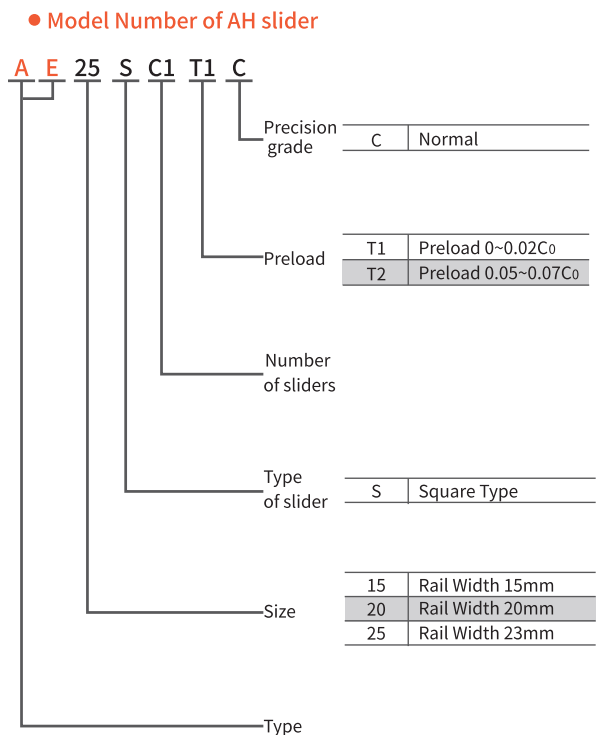 ● Model Number of AH slider
A E 25 S C1 T1 C
Precision
grade
C Normal
Preload
T1 Preload 0~0.02C0
T2 Preload 0.05~0.07C0
Number
of sliders
Type
of slider
S Square Type
Size
15 Rail Width 15mm
20 Rail Width 20mm
25 Rail Width 23mm
Type